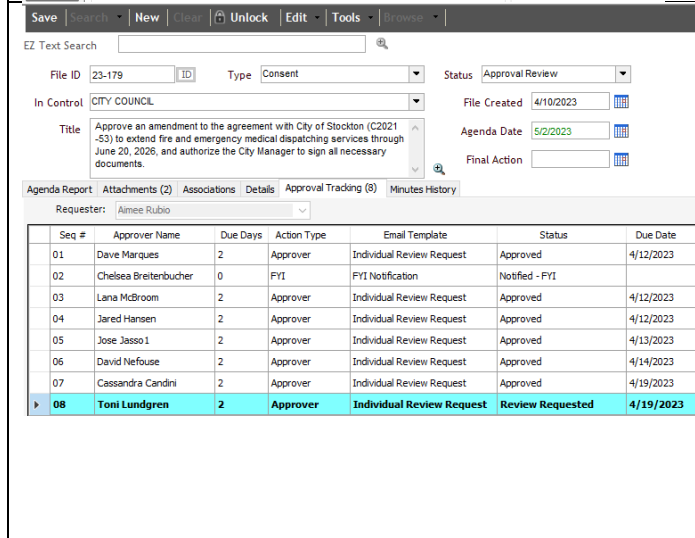 Save Search New Clear Unlock Edit Tools Browse
EZ Text Search
File ID 23-179 ID Type Consent Status Approval Review
In Control CITY COUNCIL File Created 4/10/2023
Title Approve an amendment to the agreement with City of Stockton (C2021
-53) to extend fire and emergency medical dispatching services through
June 20, 2026, and authorize the City Manager to sign all necessary
documents.
Agenda Date 5/2/2023
Final Action
Agenda Report Attachments (2) Associations Details Approval Tracking (8) Minutes History
Requester: Aimee Rubio
Seq # Approver Name Due Days Action Type Email Template Status Due Date
01 Dave Marques 2 Approver Individual Review Request Approved 4/12/2023
02 Chelsea Breitenbucher 0 FYI FYI Notification Notified - FYI
03 Lana McBroom 2 Approver Individual Review Request Approved 4/12/2023
04 Jared Hansen 2 Approver Individual Review Request Approved 4/12/2023
05 Jose Jasso1 2 Approver Individual Review Request Approved 4/13/2023
06 David Nefouse 2 Approver Individual Review Request Approved 4/14/2023
07 Cassandra Candini 2 Approver Individual Review Request Approved 4/19/2023
08 Toni Lundgren 2 Approver Individual Review Request Review Requested 4/19/2023